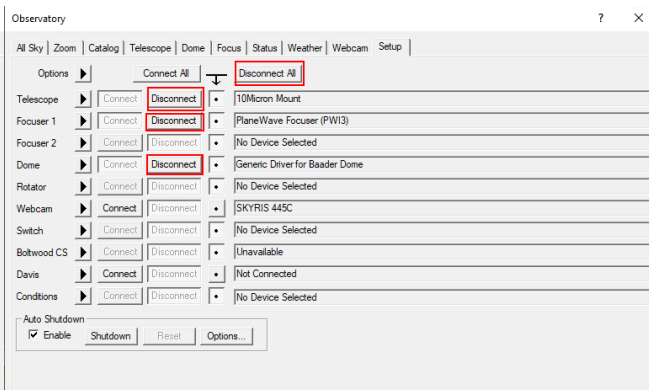 Observatory
? ×
All Sky Zoom Catalog Telescope Dome Focus Status Weather Webcam Setup
Options Connect All Disconnect All
Telescope Connect Disconnect 10Micron Mount
Focuser 1 Connect Disconnect PlaneWave Focuser (PWI3)
Focuser 2 Connect Disconnect No Device Selected
Dome Connect Disconnect Generic Driver for Baader Dome
Rotator Connect Disconnect No Device Selected
Webcam Connect Disconnect SKYRIS 445C
Switch Connect Disconnect No Device Selected
Boltwood CS Connect Disconnect Unavailable
Davis Connect Disconnect Not Connected
Conditions Connect Disconnect No Device Selected
Auto Shutdown
Enable Shutdown Reset Options...